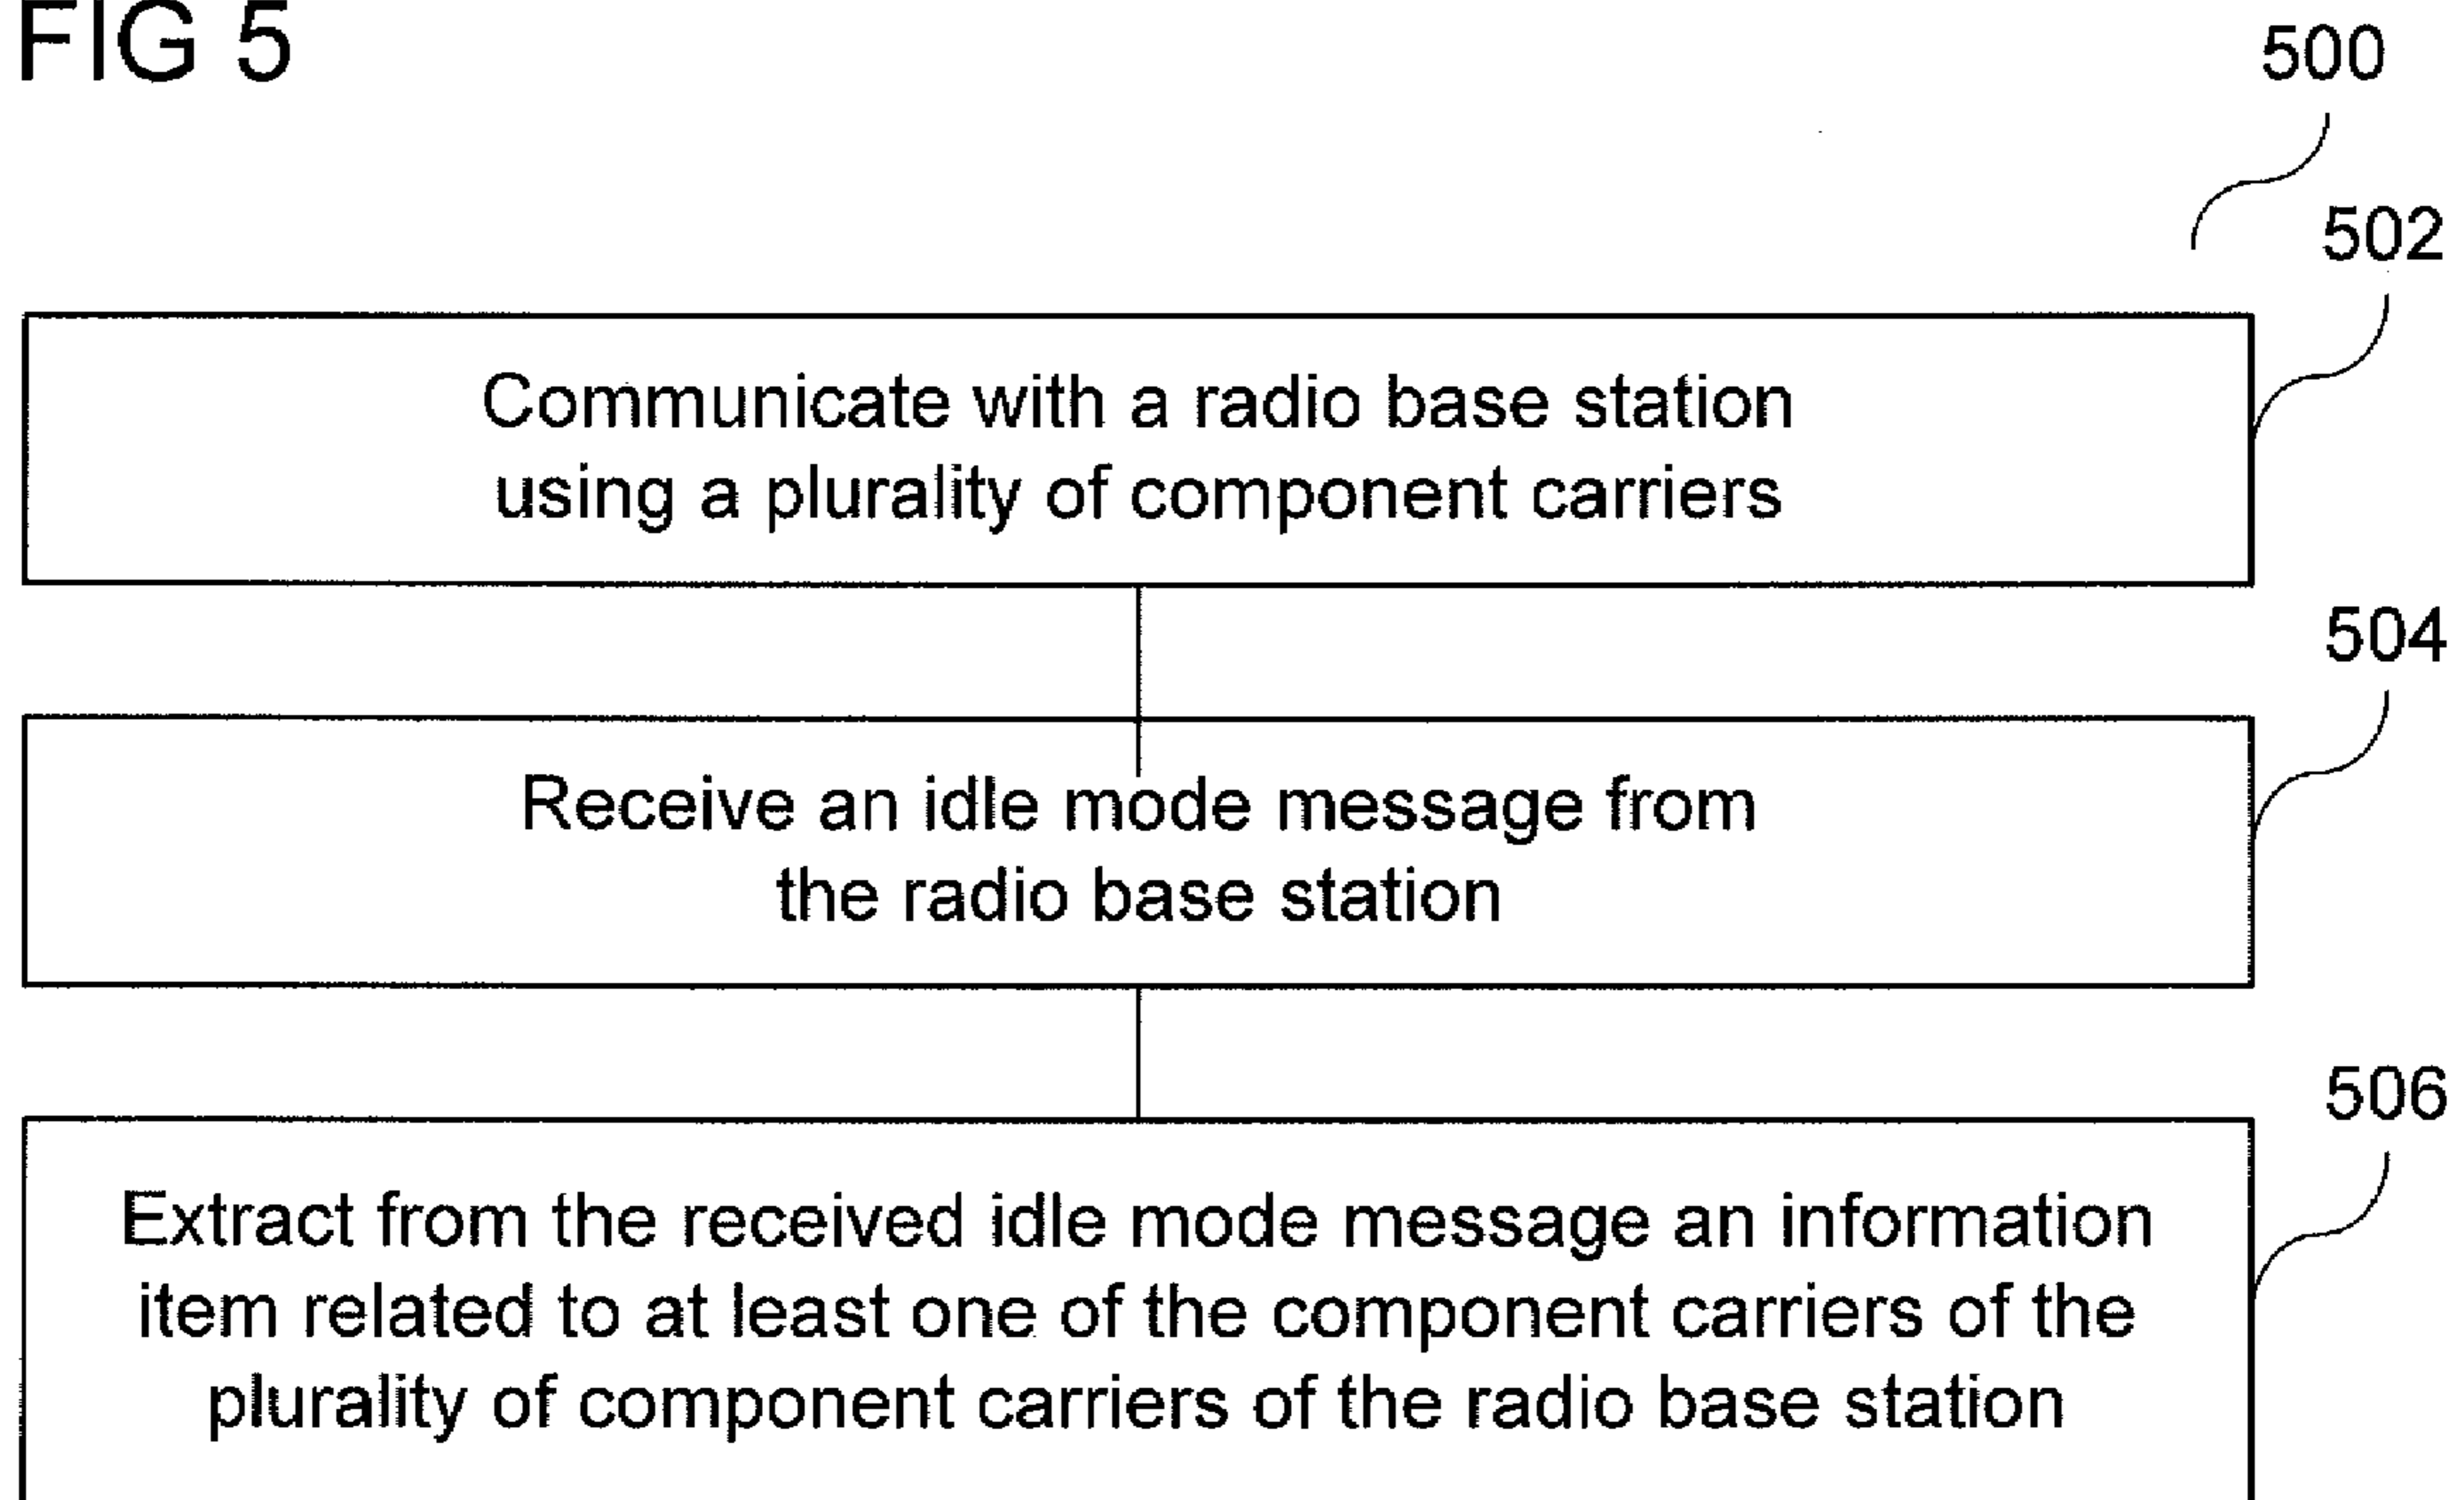 FIG 5
500
502
Communicate with a radio base station
using a plurality of component carriers
504
Receive an idle mode message from
the radio base station
506
Extract from the received idle mode message an information
item related to at least one of the component carriers of the
plurality of component carriers of the radio base station